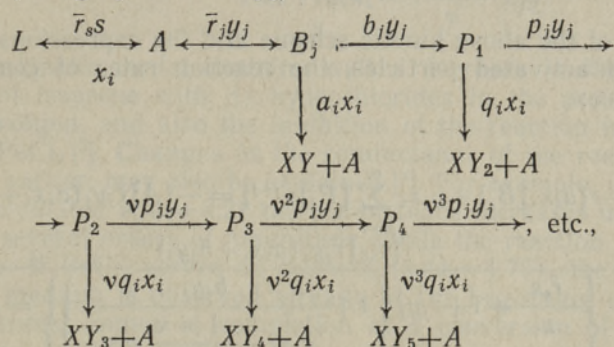 r̅ₛs r̅ⱼyⱼ bⱼyⱼ pⱼyⱼ
L ⟷ A ⟷ Bⱼ ⟶ P₁ ⟶
xᵢ
aᵢxᵢ qᵢxᵢ
XY+A XY₂+A
νpⱼyⱼ ν²pⱼyⱼ ν³pⱼyⱼ
→ P₂ ⟶ P₃ ⟶ P₄ ⟶, etc.,
νqᵢxᵢ ν²qᵢxᵢ ν³qᵢxᵢ
XY₃+A XY₄+A XY₅+A